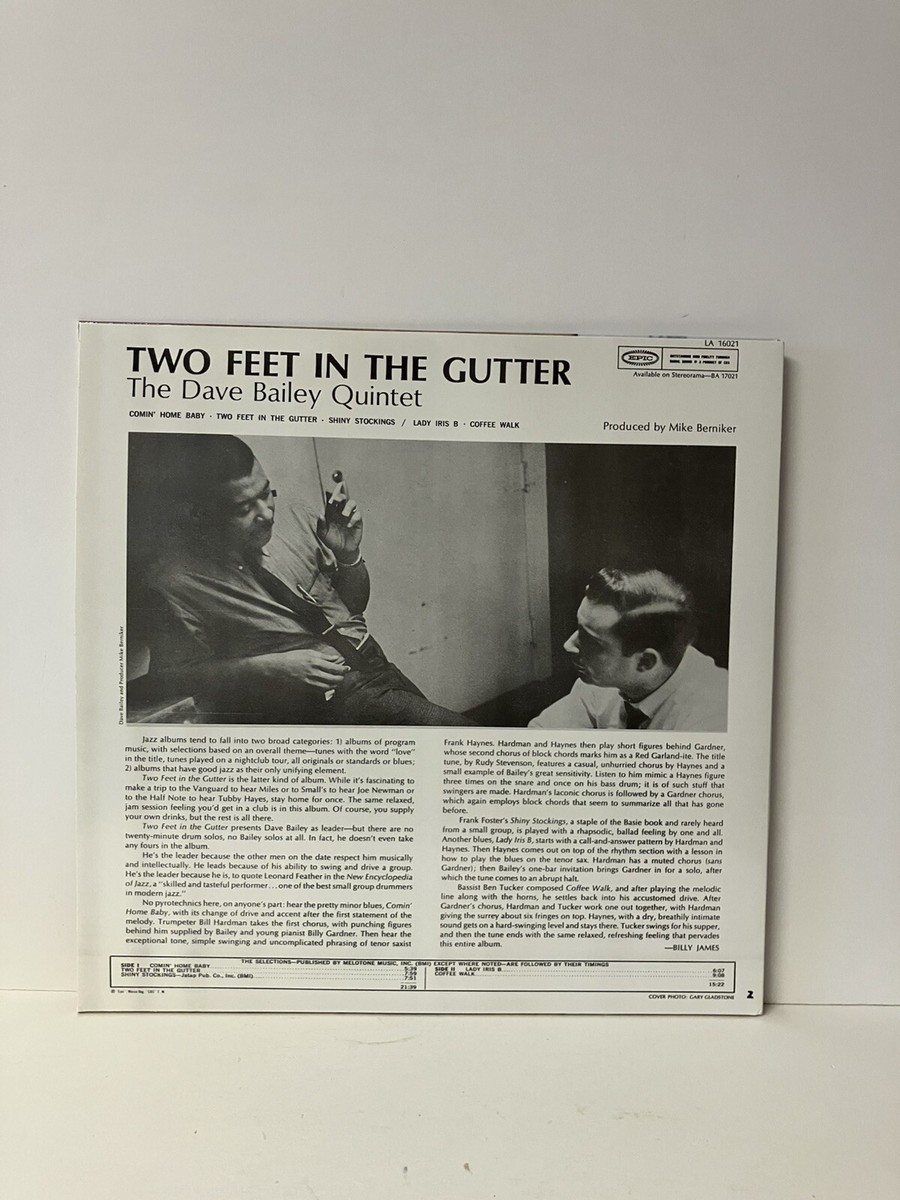 LA 16021
TWO FEET IN THE GUTTER
EPIC
The Dave Bailey Quintet
Available on Stereorama—BA 17021
COMIN' HOME BABY · TWO FEET IN THE GUTTER · SHINY STOCKINGS / LADY IRIS B · COFFEE WALK
Produced by Mike Berniker
Dave Bailey and Producer Mike Berniker
Jazz albums tend to fall into two broad categories: 1) albums of program
music, with selections based on an overall theme—tunes with the word "love"
in the title, tunes played on a nightclub tour, all originals or standards or blues;
2) albums that have good jazz as their only unifying element.
Two Feet in the Gutter is the latter kind of album. While it's fascinating to
make a trip to the Vanguard to hear Miles or to Small's to hear Joe Newman or
to the Half Note to hear Tubby Hayes, stay home for once. The same relaxed,
jam session feeling you'd get in a club is in this album. Of course, you supply
your own drinks, but the rest is all there.
Two Feet in the Gutter presents Dave Bailey as leader—but there are no
twenty-minute drum solos, no Bailey solos at all. In fact, he doesn't even take
any fours in the album.
He's the leader because the other men on the date respect him musically
and intellectually. He leads because of his ability to swing and drive a group.
He's the leader because he is, to quote Leonard Feather in the New Encyclopedia
of Jazz, a "skilled and tasteful performer...one of the best small group drummers
in modern jazz."
No pyrotechnics here, on anyone's part: hear the pretty minor blues, Comin'
Home Baby, with its change of drive and accent after the first statement of the
melody. Trumpeter Bill Hardman takes the first chorus, with punching figures
behind him supplied by Bailey and young pianist Billy Gardner. Then hear the
exceptional tone, simple swinging and uncomplicated phrasing of tenor saxist
Frank Haynes. Hardman and Haynes then play short figures behind Gardner,
whose second chorus of block chords marks him as a Red Garland-ite. The title
tune, by Rudy Stevenson, features a casual, unhurried chorus by Haynes and a
small example of Bailey's great sensitivity. Listen to him mimic a Haynes figure
three times on the snare and once on his bass drum; it is of such stuff that
swingers are made. Hardman's laconic chorus is followed by a Gardner chorus,
which again employs block chords that seem to summarize all that has gone
before.
Frank Foster's Shiny Stockings, a staple of the Basie book and rarely heard
from a small group, is played with a rhapsodic, ballad feeling by one and all.
Another blues, Lady Iris B, starts with a call-and-answer pattern by Hardman and
Haynes. Then Haynes comes out on top of the rhythm section with a lesson in
how to play the blues on the tenor sax. Hardman has a muted chorus (sans
Gardner); then Bailey's one-bar invitation brings Gardner in for a solo, after
which the tune comes to an abrupt halt.
Bassist Ben Tucker composed Coffee Walk, and after playing the melodic
line along with the horns, he settles back into his accustomed drive. After
Gardner's chorus, Hardman and Tucker work one out together, with Hardman
giving the surrey about six fringes on top. Haynes, with a dry, breathly intimate
sound gets on a hard-swinging level and stays there. Tucker swings for his supper,
and then the tune ends with the same relaxed, refreshing feeling that pervades
this entire album.
—BILLY JAMES
THE SELECTIONS—PUBLISHED BY MELOTONE MUSIC, INC. (BMI) EXCEPT WHERE NOTED—ARE FOLLOWED BY THEIR TIMINGS
SIDE I COMIN' HOME BABY 5:39
TWO FEET IN THE GUTTER 7:59
SHINY STOCKINGS—Jatap Pub. Co., Inc. (BMI) 7:51
21:39
SIDE II LADY IRIS B 6:07
COFFEE WALK 9:08
15:22
COVER PHOTO: GARY GLADSTONE
2